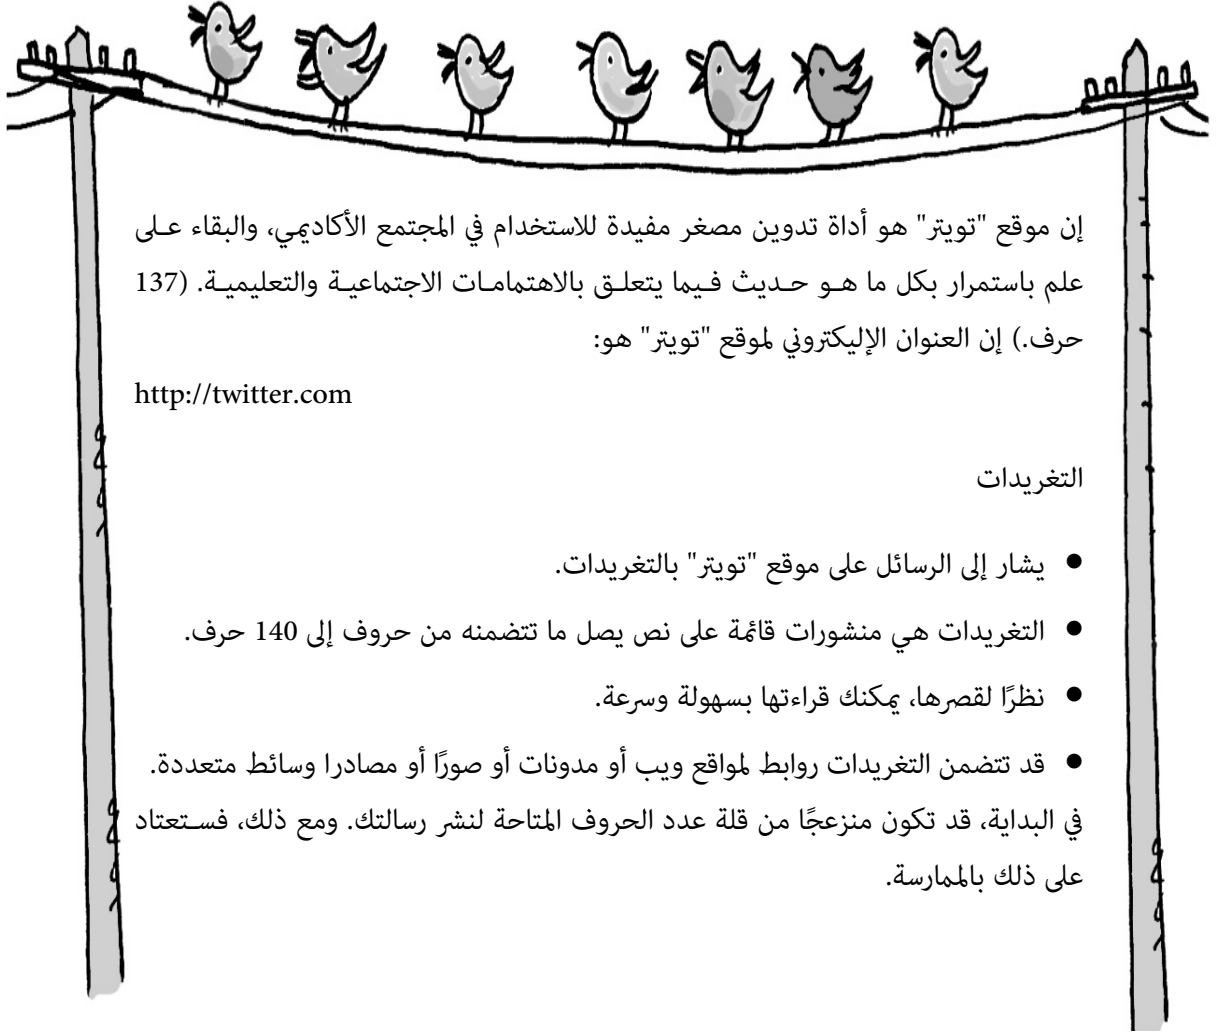 إن موقع "تويتر" هو أداة تدوين مصغر مفيدة للاستخدام في المجتمع الأكاديمي، والبقاء على
علم باستمرار بكل ما هو حديث فيما يتعلق بالاهتمامات الاجتماعية والتعليمية. (137
حرف.) إن العنوان الإليكتروني لموقع "تويتر" هو:
http://twitter.com
التغريدات
● يشار إلى الرسائل على موقع "تويتر" بالتغريدات.
● التغريدات هي منشورات قائمة على نص يصل ما تتضمنه من حروف إلى 140 حرف.
● نظرًا لقصرها، يمكنك قراءتها بسهولة وسرعة.
● قد تتضمن التغريدات روابط لمواقع ويب أو مدونات أو صورًا أو مصادرا وسائط متعددة.
في البداية، قد تكون منزعجًا من قلة عدد الحروف المتاحة لنشر رسالتك. ومع ذلك، فستعتاد
على ذلك بالممارسة.